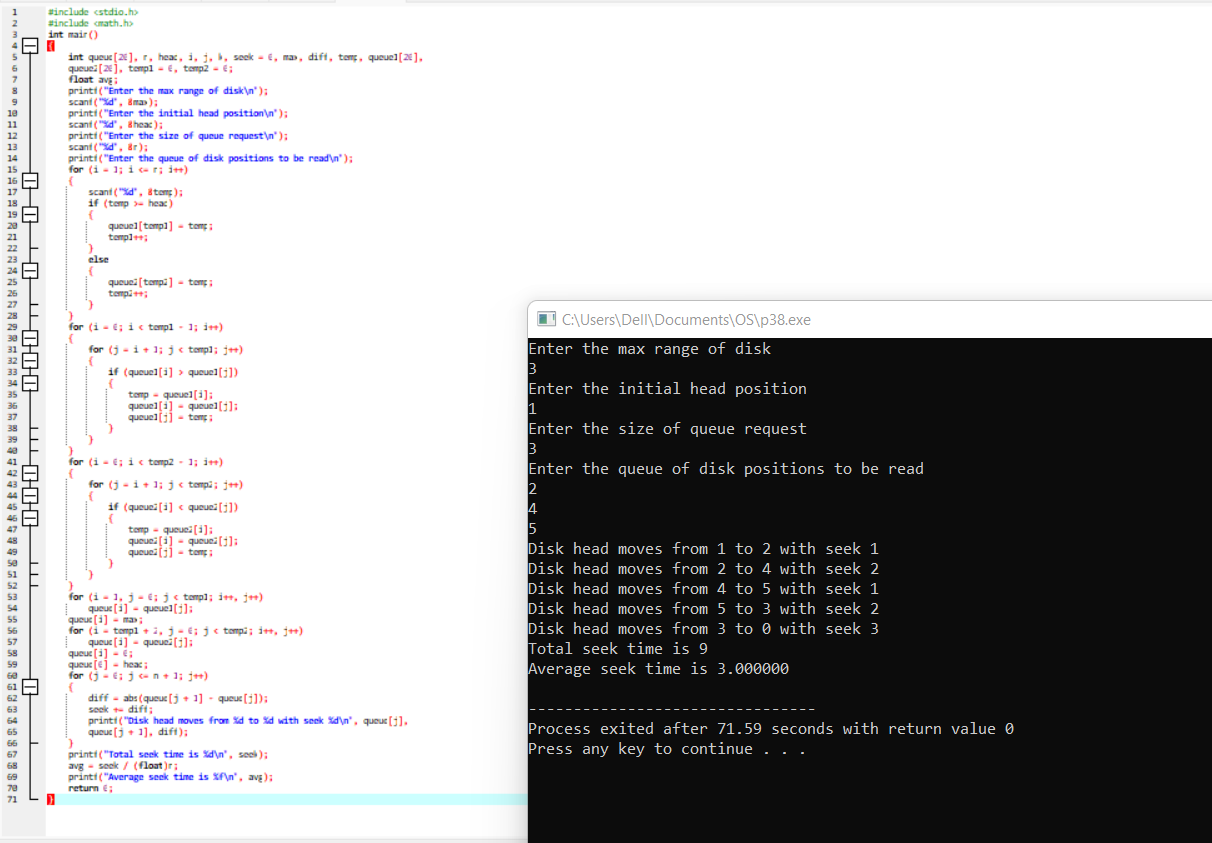 1 #include <stdio.h>
2 #include <math.h>
3 int main()
4 {
5 int queue[20], n, head, i, j, k, seek = 0, max, diff, temp, queue1[20],
6 queue2[20], temp1 = 0, temp2 = 0;
7 float avg;
8 printf("Enter the max range of disk\n");
9 scanf("%d", &max);
10 printf("Enter the initial head position\n");
11 scanf("%d", &head);
12 printf("Enter the size of queue request\n");
13 scanf("%d", &n);
14 printf("Enter the queue of disk positions to be read\n");
15 for (i = 1; i <= n; i++)
16 {
17 scanf("%d", &temp);
18 if (temp >= head)
19 {
20 queue1[temp1] = temp;
21 temp1++;
22 }
23 else
24 {
25 queue2[temp2] = temp;
26 temp2++;
27 }
28 }
29 for (i = 0; i < temp1 - 1; i++)
30 {
31 for (j = i + 1; j < temp1; j++)
32 {
33 if (queue1[i] > queue1[j])
34 {
35 temp = queue1[i];
36 queue1[i] = queue1[j];
37 queue1[j] = temp;
38 }
39 }
40 }
41 for (i = 0; i < temp2 - 1; i++)
42 {
43 for (j = i + 1; j < temp2; j++)
44 {
45 if (queue2[i] < queue2[j])
46 {
47 temp = queue2[i];
48 queue2[i] = queue2[j];
49 queue2[j] = temp;
50 }
51 }
52 }
53 for (i = 1, j = 0; j < temp1; i++, j++)
54 queue[i] = queue1[j];
55 queue[i] = max;
56 for (i = temp1 + 2, j = 0; j < temp2; i++, j++)
57 queue[i] = queue2[j];
58 queue[i] = 0;
59 queue[0] = head;
60 for (j = 0; j <= n + 1; j++)
61 {
62 diff = abs(queue[j + 1] - queue[j]);
63 seek += diff;
64 printf("Disk head moves from %d to %d with seek %d\n", queue[j],
65 queue[j + 1], diff);
66 }
67 printf("Total seek time is %d\n", seek);
68 avg = seek / (float)n;
69 printf("Average seek time is %f\n", avg);
70 return 0;
71 }
C:\Users\Dell\Documents\OS\p38.exe
Enter the max range of disk
3
Enter the initial head position
1
Enter the size of queue request
3
Enter the queue of disk positions to be read
2
4
5
Disk head moves from 1 to 2 with seek 1
Disk head moves from 2 to 4 with seek 2
Disk head moves from 4 to 5 with seek 1
Disk head moves from 5 to 3 with seek 2
Disk head moves from 3 to 0 with seek 3
Total seek time is 9
Average seek time is 3.000000
--------------------------------
Process exited after 71.59 seconds with return value 0
Press any key to continue . . .